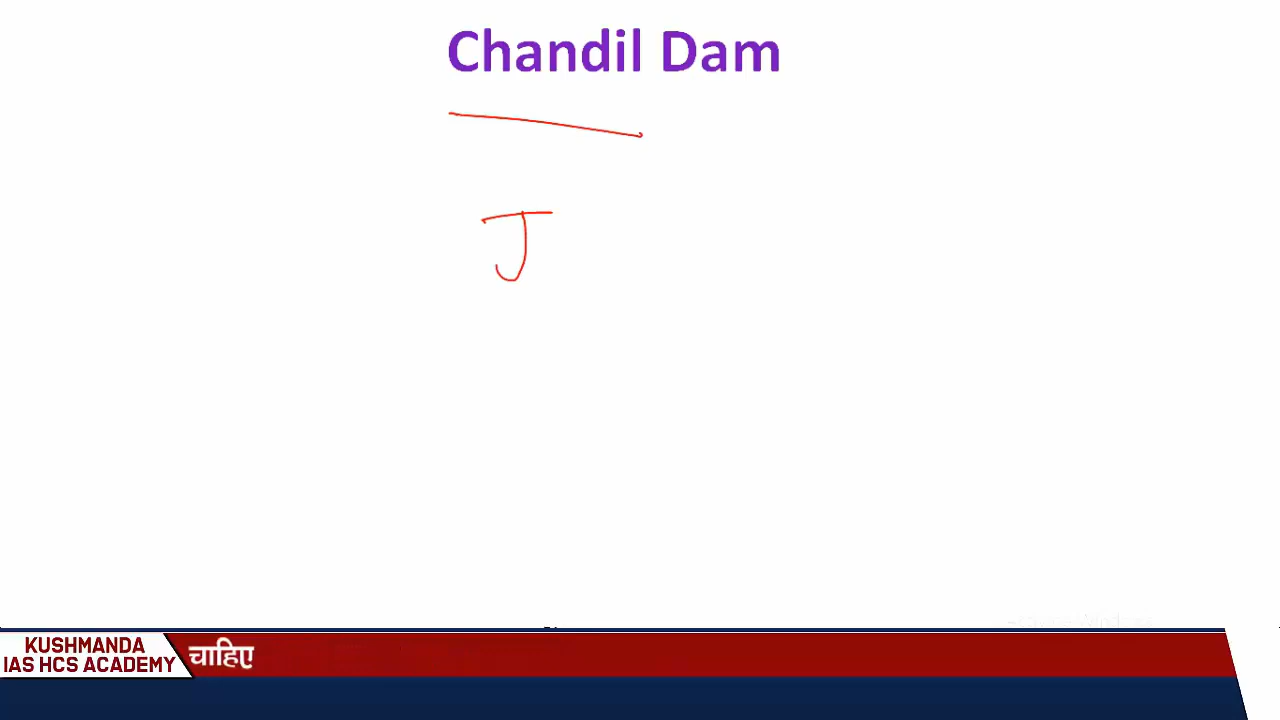 Chandil Dam
J
KUSHMANDA
IAS HCS ACADEMY
चाहिए